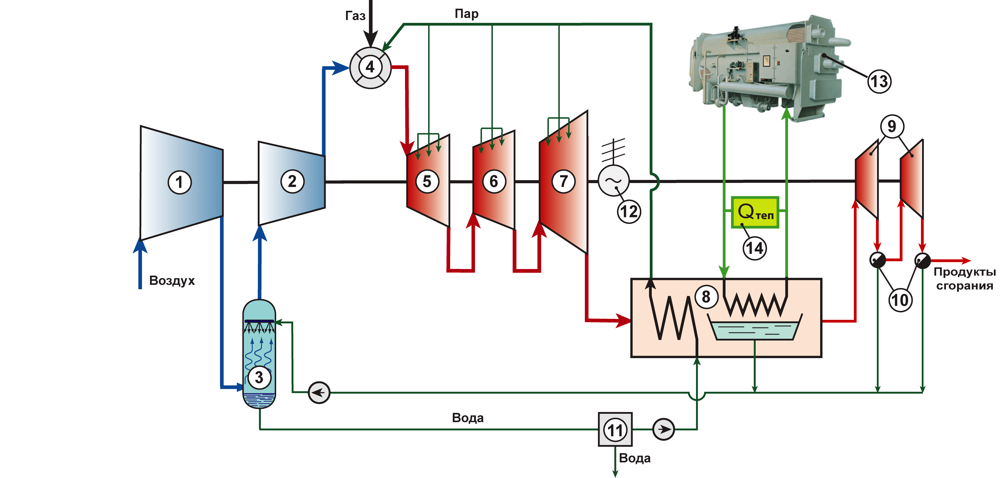 Газ
Пар
4
13
9
1
2
5
6
7
12
Qтеп
14
Воздух
8
Продукты
сгорания
10
3
Вода
11
Вода